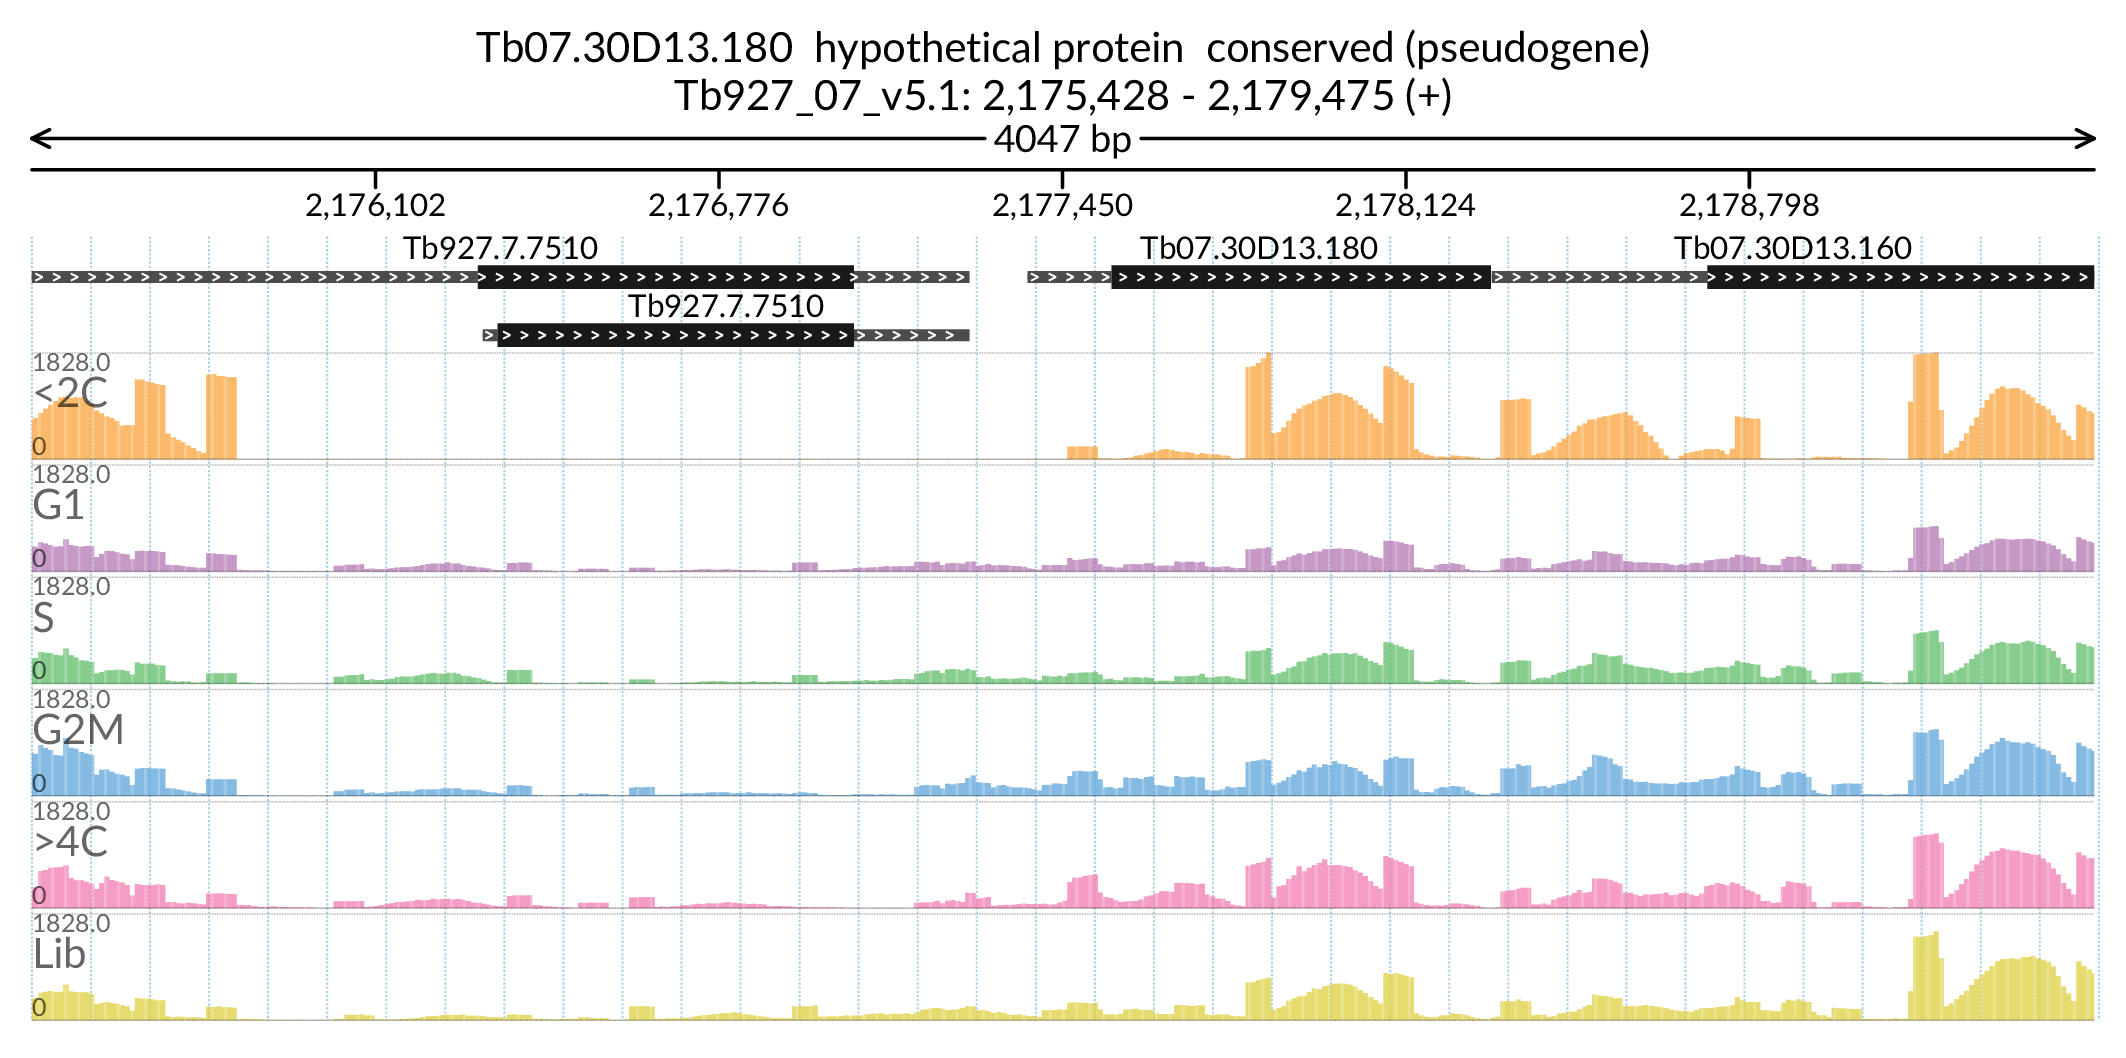 Tb07.30D13.180  hypothetical protein  conserved (pseudogene)
Tb927_07_v5.1: 2,175,428 - 2,179,475 (+)
4047 bp
2,176,102 2,176,776 2,177,450 2,178,124 2,178,798
Tb927.7.7510 Tb07.30D13.180 Tb07.30D13.160
Tb927.7.7510
1828.0
<2C
0
1828.0
G1
0
1828.0
S
0
1828.0
G2M
0
1828.0
>4C
0
1828.0
Lib
0